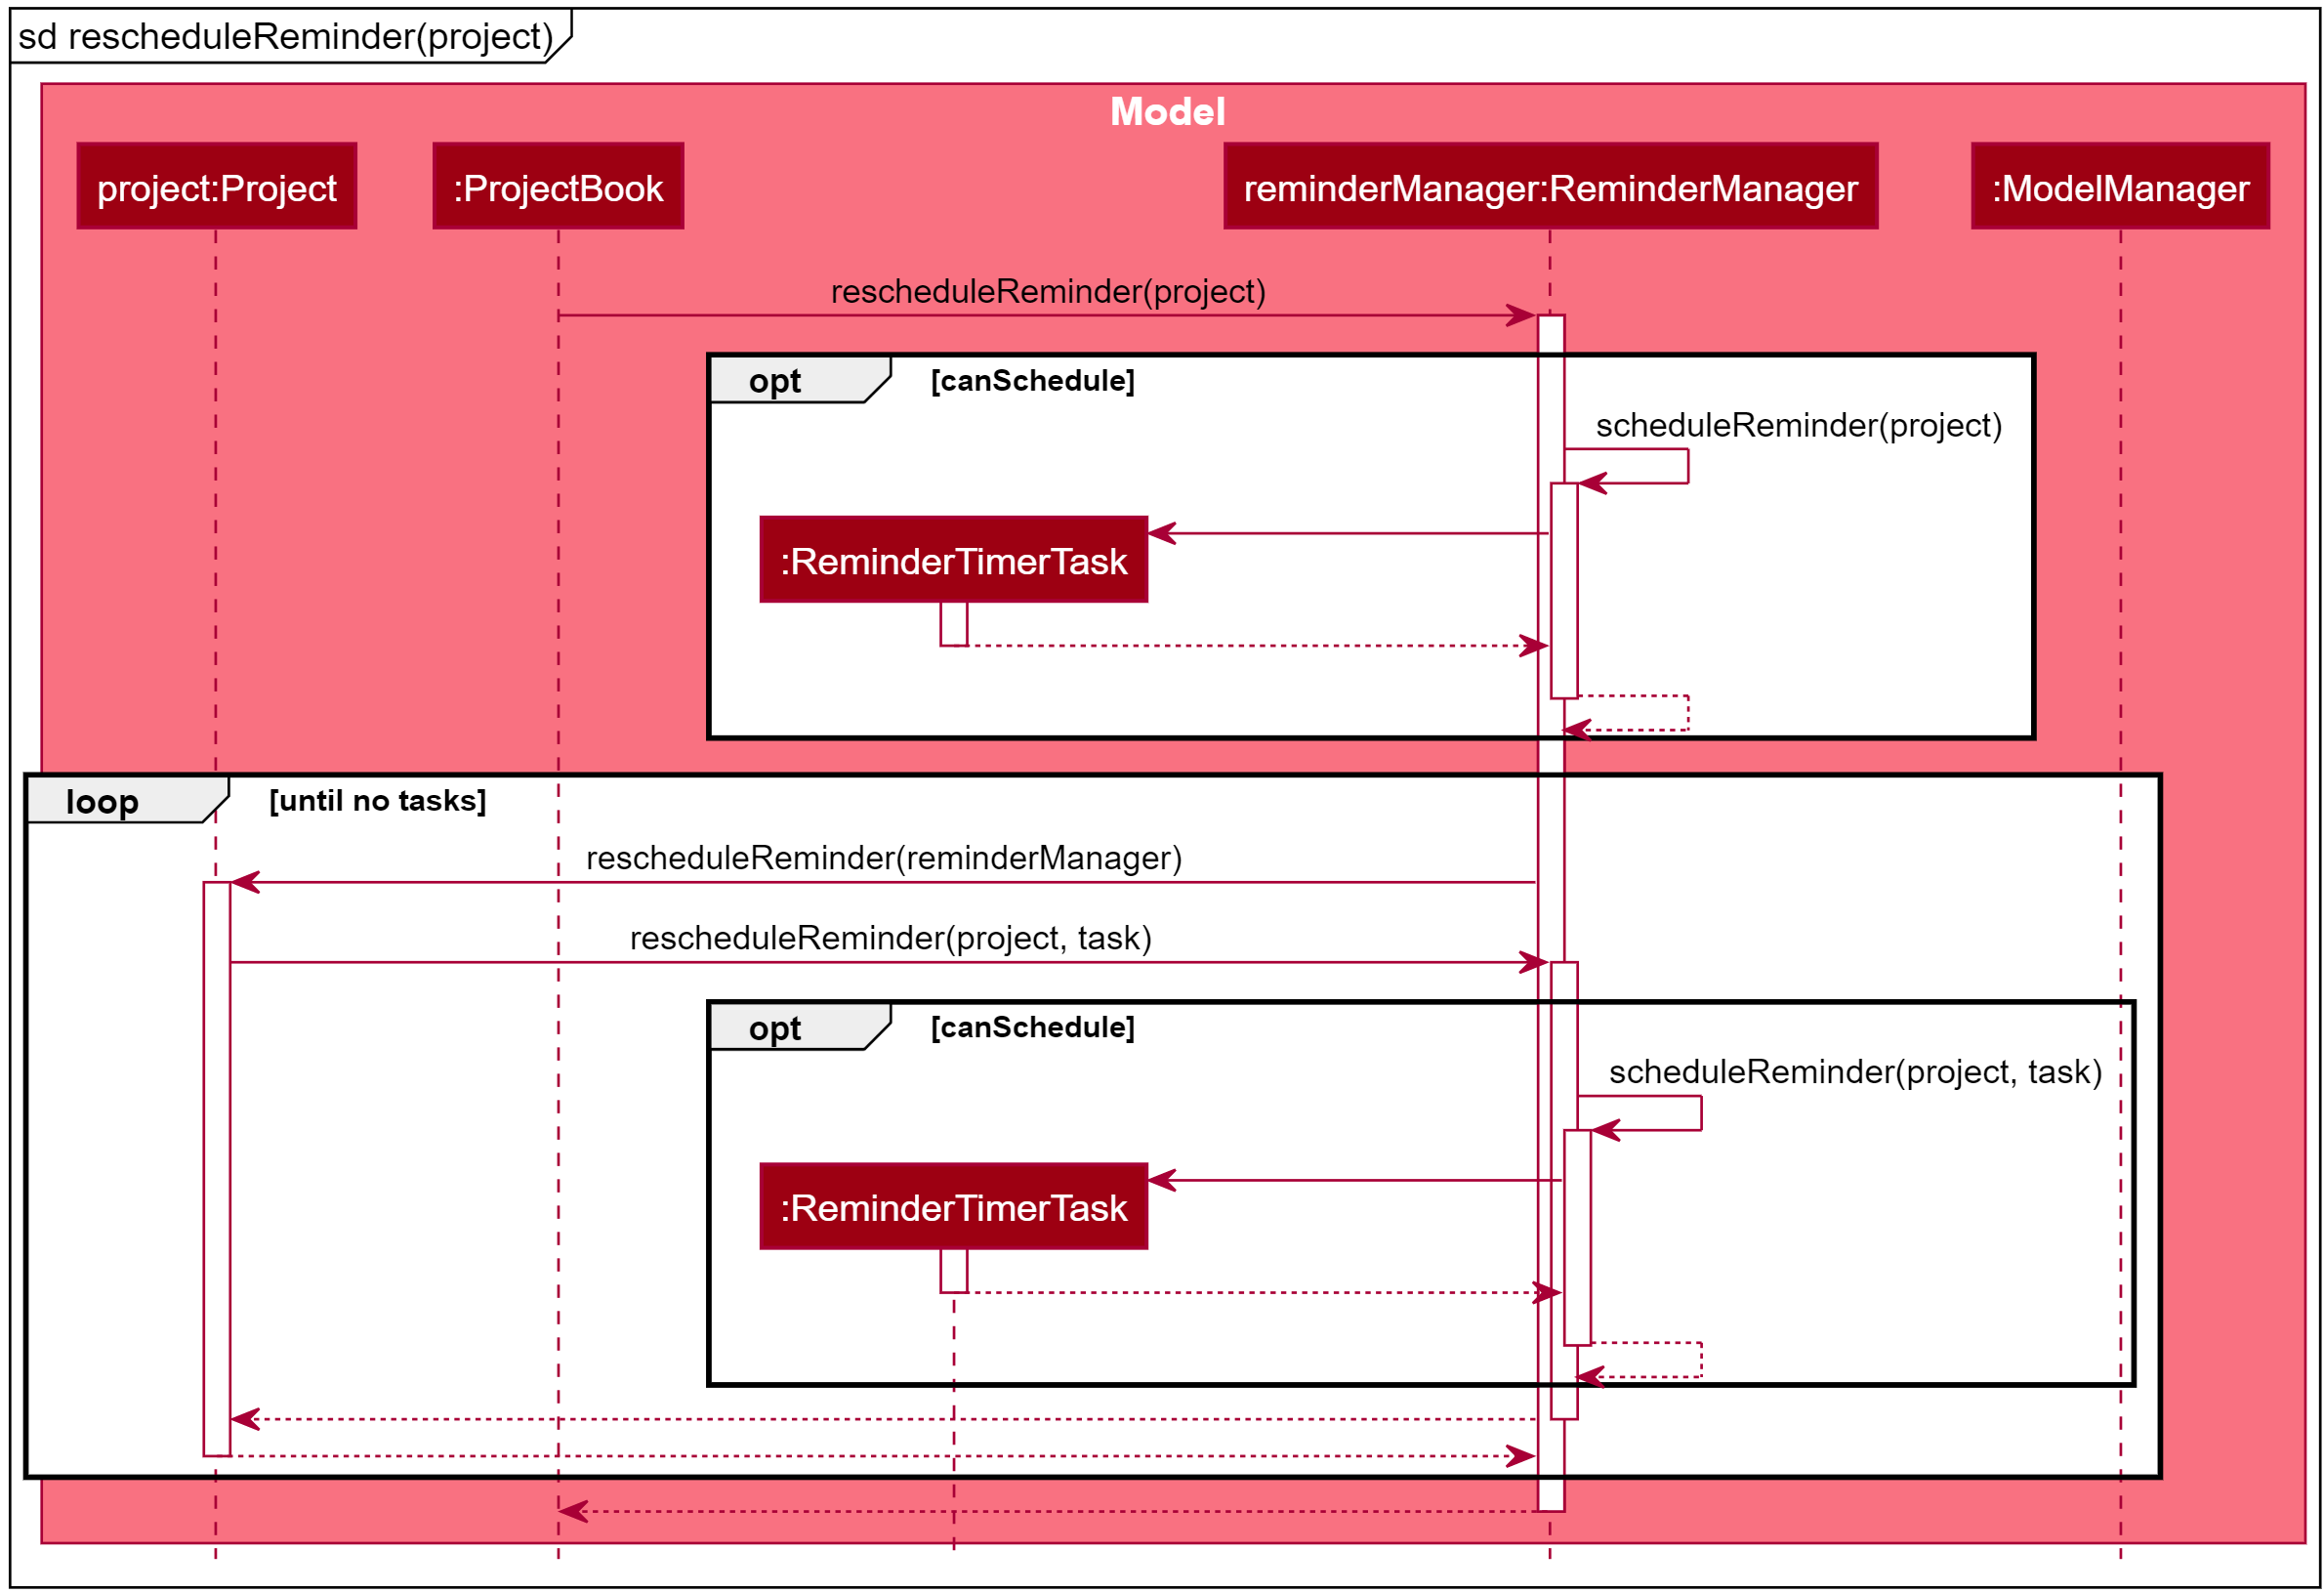 sd rescheduleReminder(project)
Model
project:Project
:ProjectBook
reminderManager:ReminderManager
:ModelManager
rescheduleReminder(project)
opt
[canSchedule]
scheduleReminder(project)
:ReminderTimerTask
loop
[until no tasks]
rescheduleReminder(reminderManager)
rescheduleReminder(project, task)
opt
[canSchedule]
scheduleReminder(project, task)
:ReminderTimerTask